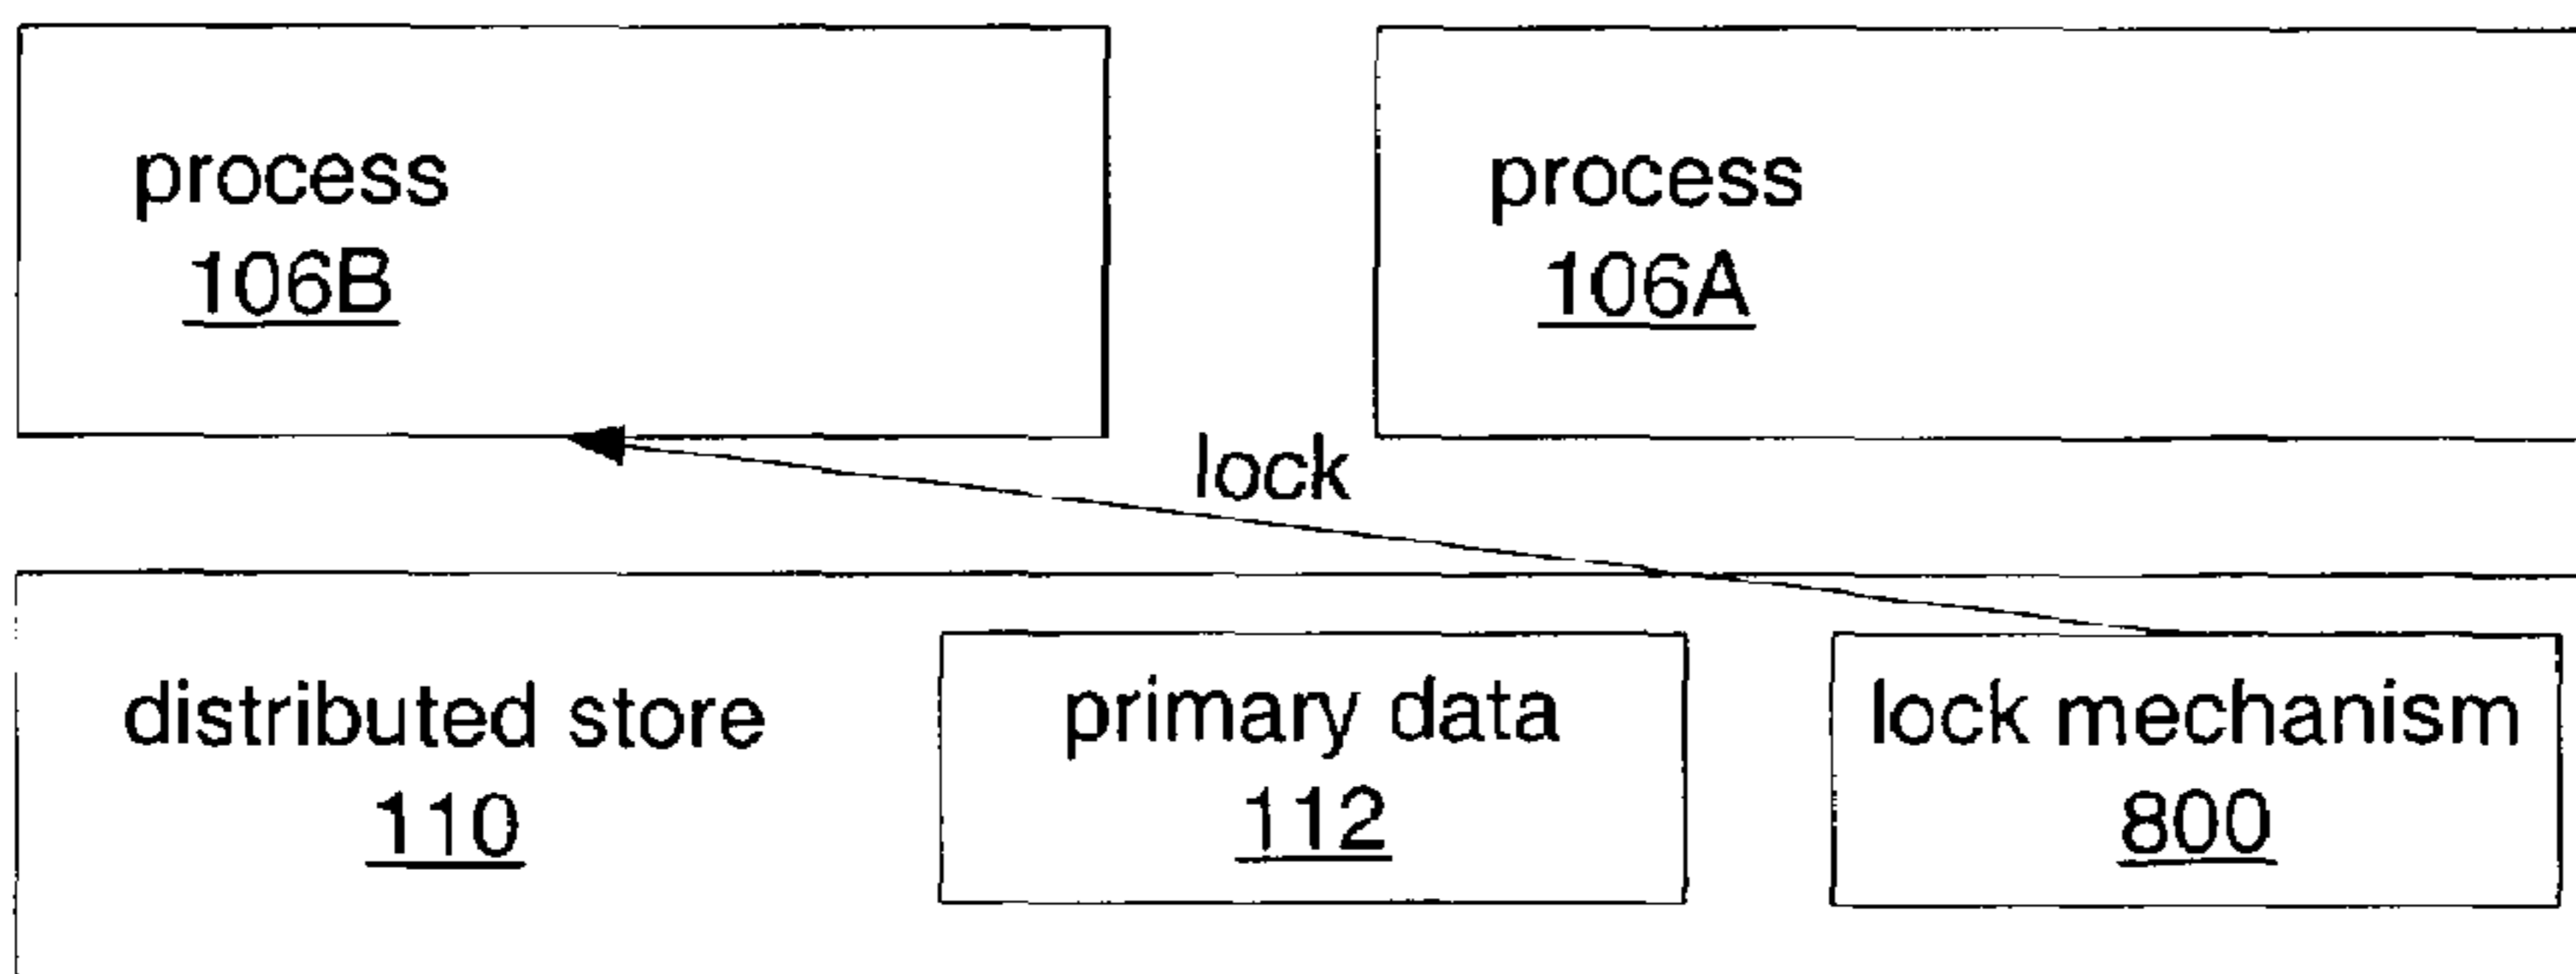 process
106B
process
106A
lock
distributed store
110
primary data
112
lock mechanism
800